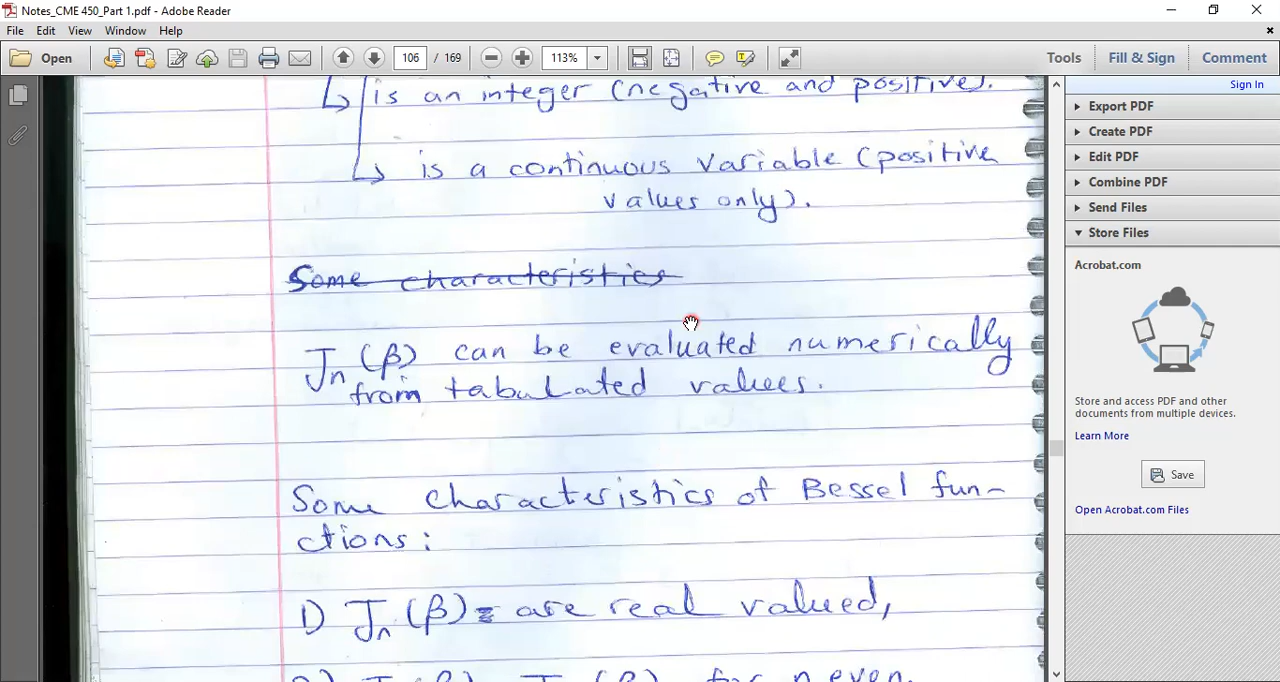 Notes_CME 450_Part 1.pdf - Adobe Reader
File Edit View Window Help
Open 106 / 169 113% Tools Fill & Sign Comment
Sign In
Export PDF
Create PDF
Edit PDF
Combine PDF
Send Files
Store Files
Acrobat.com
Store and access PDF and other
documents from multiple devices.
Learn More
Save
Open Acrobat.com Files
is an integer (negative and positive).
is a continuous variable (positive
values only).
Some characteristics
Jn (β) can be evaluated numerically
from tabulated values.
Some characteristics of Bessel fun-
ctions:
1) Jn (β) are real valued,
for n even.